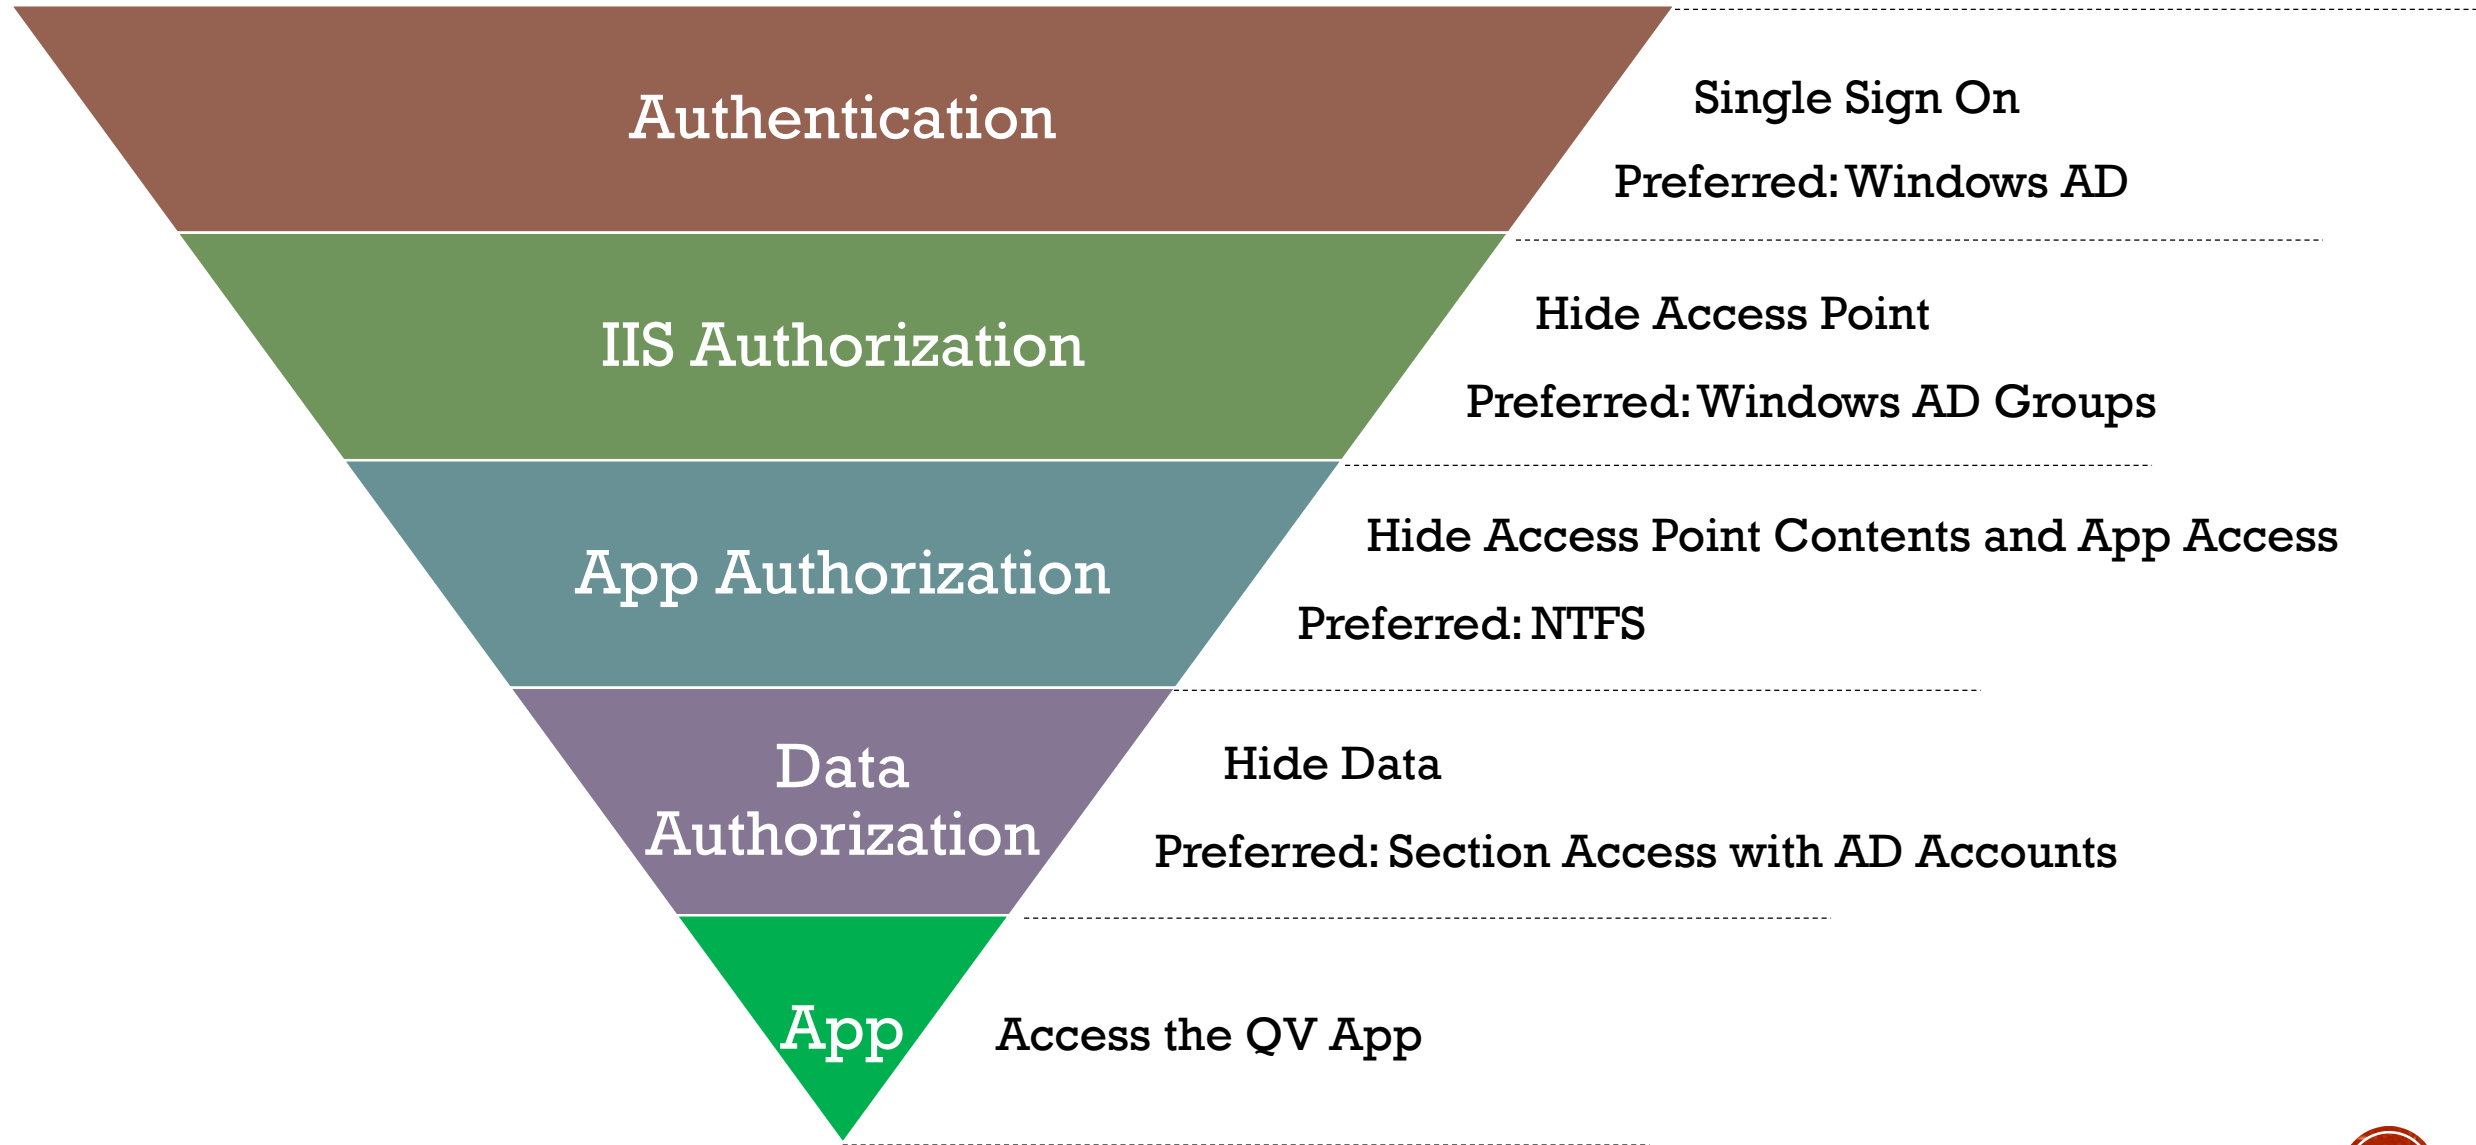 Authentication
Single Sign On
Preferred: Windows AD
IIS Authorization
Hide Access Point
Preferred: Windows AD Groups
App Authorization
Hide Access Point Contents and App Access
Preferred: NTFS
Data
Authorization
Hide Data
Preferred: Section Access with AD Accounts
App
Access the QV App